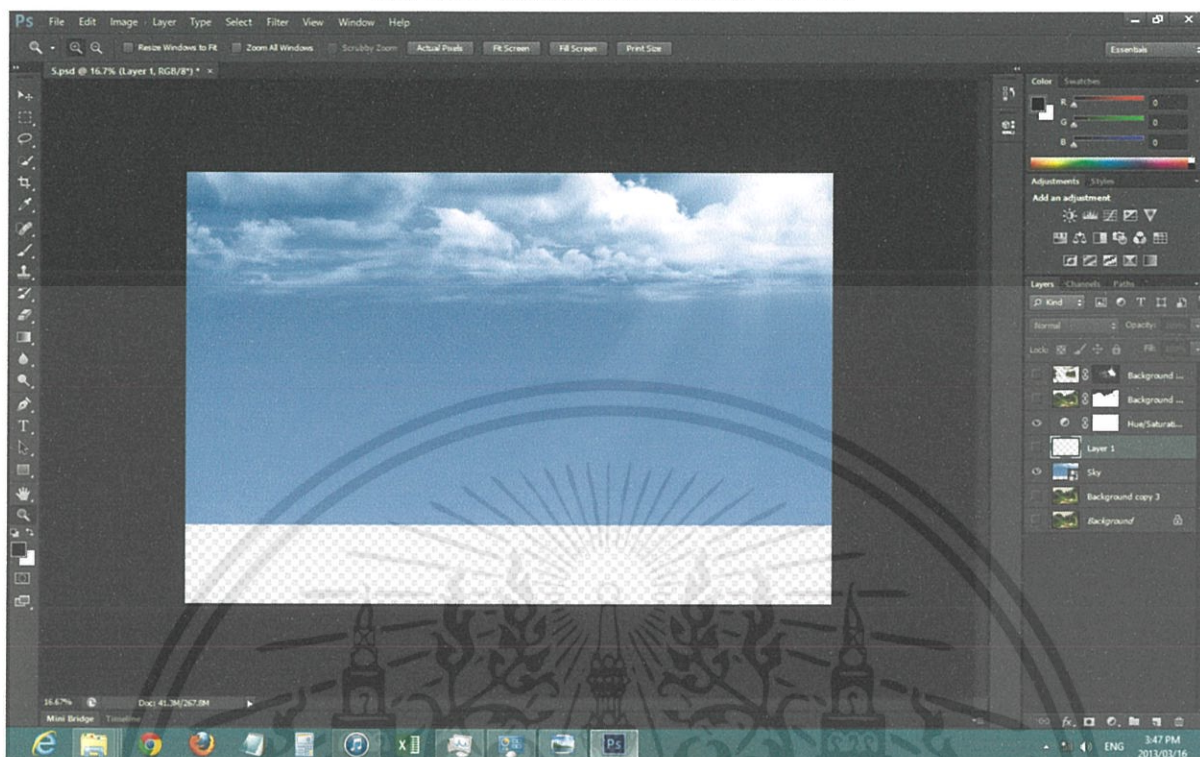 Ps File Edit Image Layer Type Select Filter View Window Help
Resize Windows to Fit Zoom All Windows Scrubby Zoom Actual Pixels Fit Screen Fill Screen Print Size Essentials
5.psd @ 16.7% (Layer 1, RGB/8*) * ×
Color Swatches
R 0
G 0
B 0
Adjustments Styles
Add an adjustment
Layers Channels Paths
Kind
Normal Opacity:
Lock: Fill:
Background ...
Background ...
Hue/Saturati...
Layer 1
Sky
Background copy 3
Background
16.67% Doc: 41.3M/267.8M
Mini Bridge Timeline
Ps ENG 3:47 PM
2013/03/16